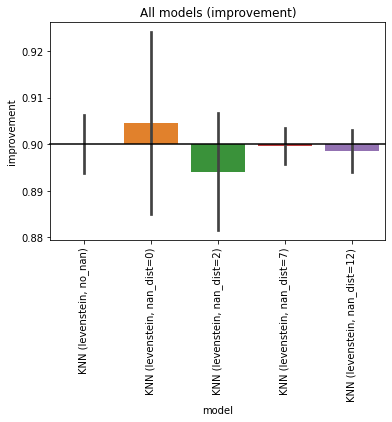 All models (improvement)
improvement
0.92
0.91
0.90
0.89
0.88
KNN (levenstein, no_nan)
KNN (levenstein, nan_dist=0)
KNN (levenstein, nan_dist=2)
KNN (levenstein, nan_dist=7)
KNN (levenstein, nan_dist=12)
model